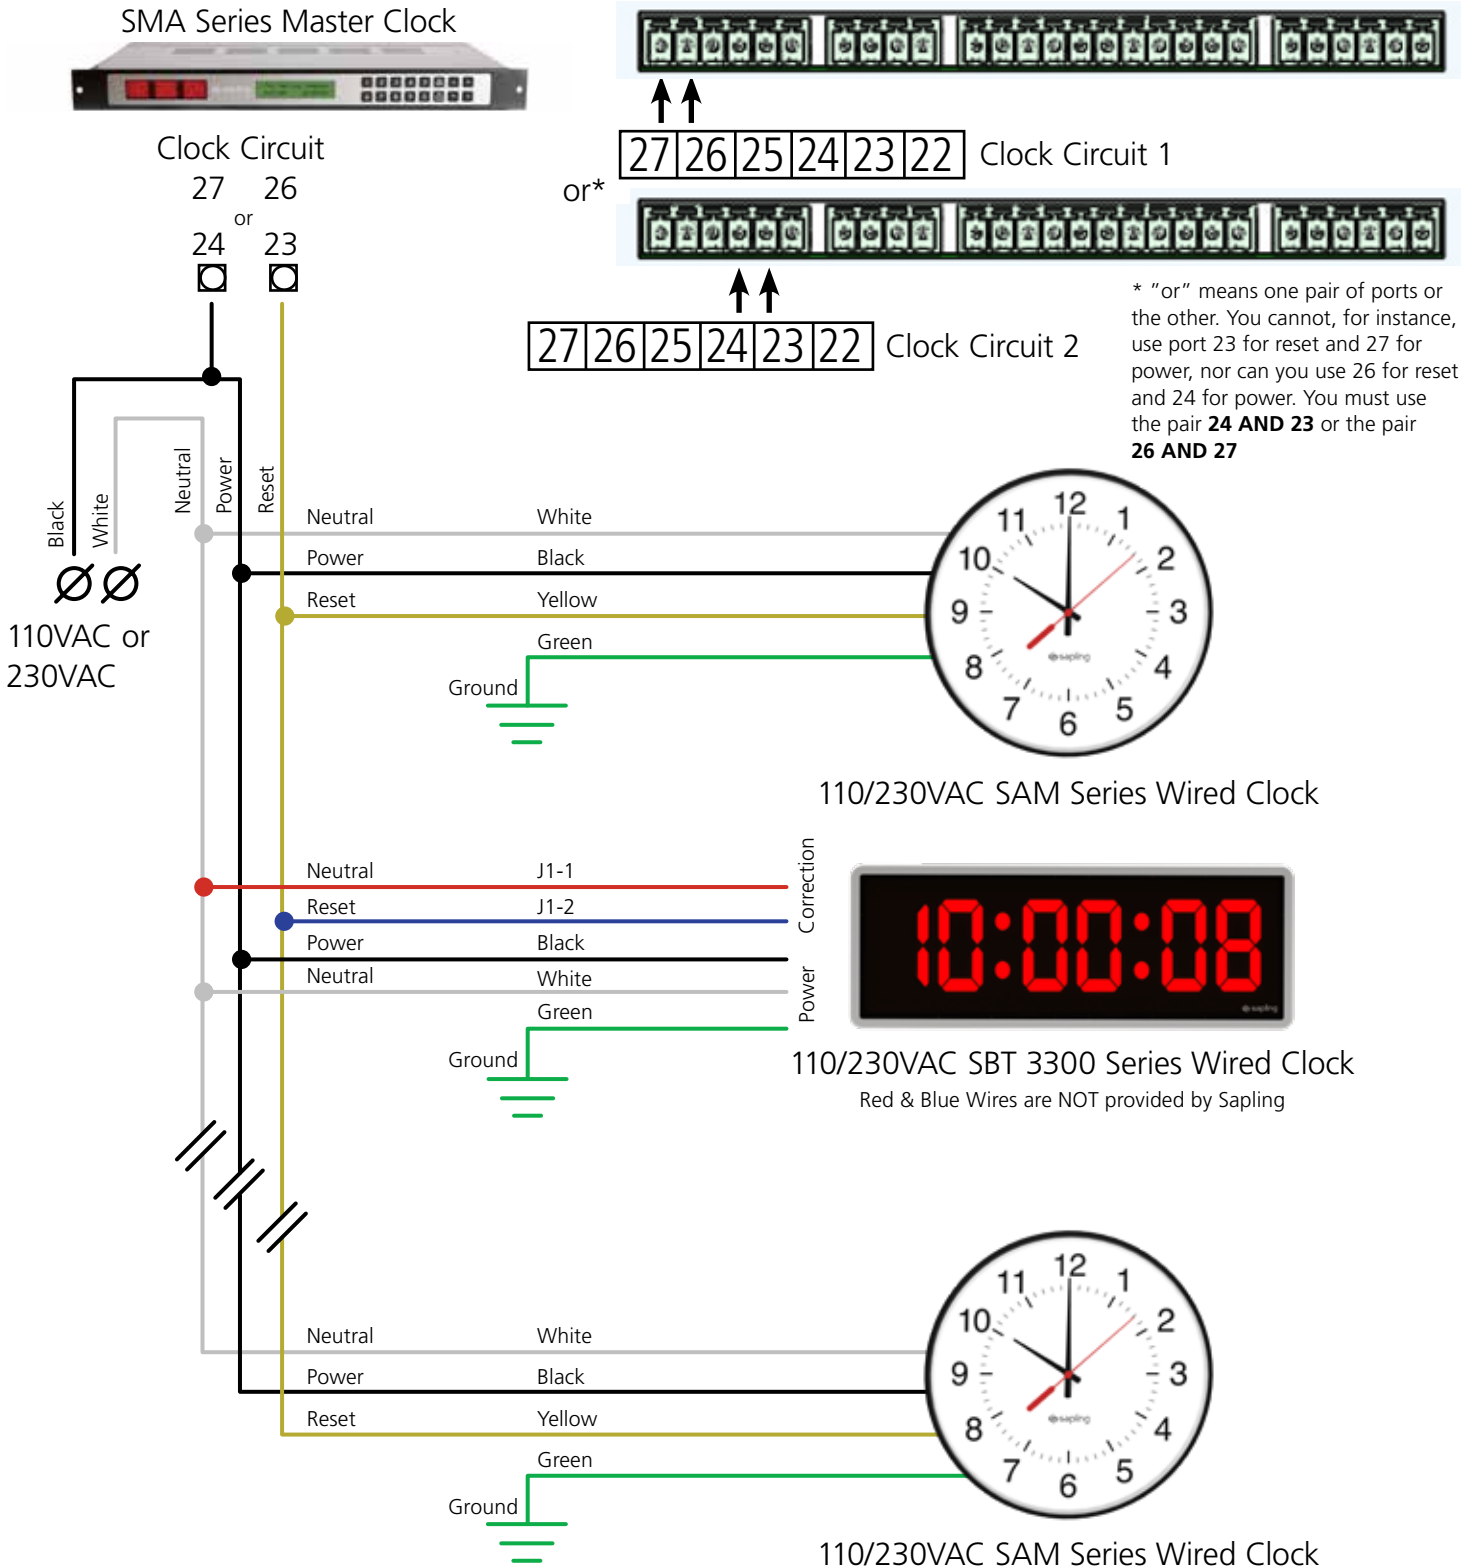 SMA Series Master Clock
Clock Circuit
27 26
or
24 23
27 26 25 24 23 22 Clock Circuit 1
or*
27 26 25 24 23 22 Clock Circuit 2
* "or" means one pair of ports or
the other. You cannot, for instance,
use port 23 for reset and 27 for
power, nor can you use 26 for reset
and 24 for power. You must use
the pair 24 AND 23 or the pair
26 AND 27
Black
White
Neutral
Power
Reset
110VAC or
230VAC
Neutral White
Power Black
Reset Yellow
Green
Ground
12
1
2
3
4
5
6
7
8
9
10
11
sapling
110/230VAC SAM Series Wired Clock
Neutral J1-1
Reset J1-2
Power Black
Neutral White
Green
Ground
Correction
Power
10:00:08
sapling
110/230VAC SBT 3300 Series Wired Clock
Red & Blue Wires are NOT provided by Sapling
Neutral White
Power Black
Reset Yellow
Green
Ground
12
1
2
3
4
5
6
7
8
9
10
11
sapling
110/230VAC SAM Series Wired Clock